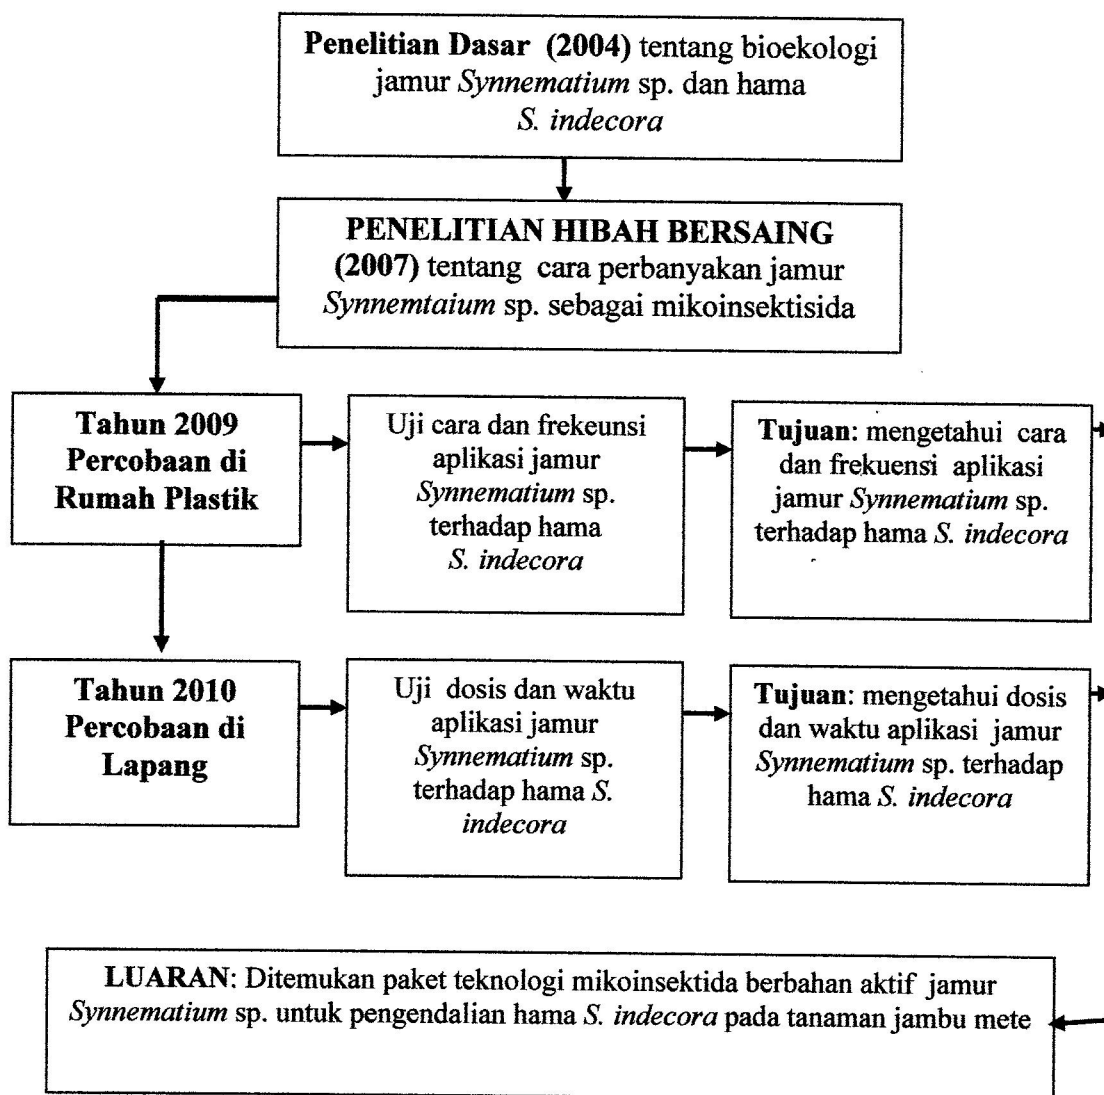 Penelitian Dasar (2004) tentang bioekologi
jamur Synnematium sp. dan hama
S. indecora
PENELITIAN HIBAH BERSAING
(2007) tentang cara perbanyakan jamur
Synnemtaium sp. sebagai mikoinsektisida
Tahun 2009
Percobaan di
Rumah Plastik
Uji cara dan frekeunsi
aplikasi jamur
Synnematium sp.
terhadap hama
S. indecora
Tujuan: mengetahui cara
dan frekuensi aplikasi
jamur Synnematium sp.
terhadap hama S. indecora
Tahun 2010
Percobaan di
Lapang
Uji dosis dan waktu
aplikasi jamur
Synnematium sp.
terhadap hama S.
indecora
Tujuan: mengetahui dosis
dan waktu aplikasi jamur
Synnematium sp. terhadap
hama S. indecora
LUARAN: Ditemukan paket teknologi mikoinsektida berbahan aktif jamur
Synnematium sp. untuk pengendalian hama S. indecora pada tanaman jambu mete